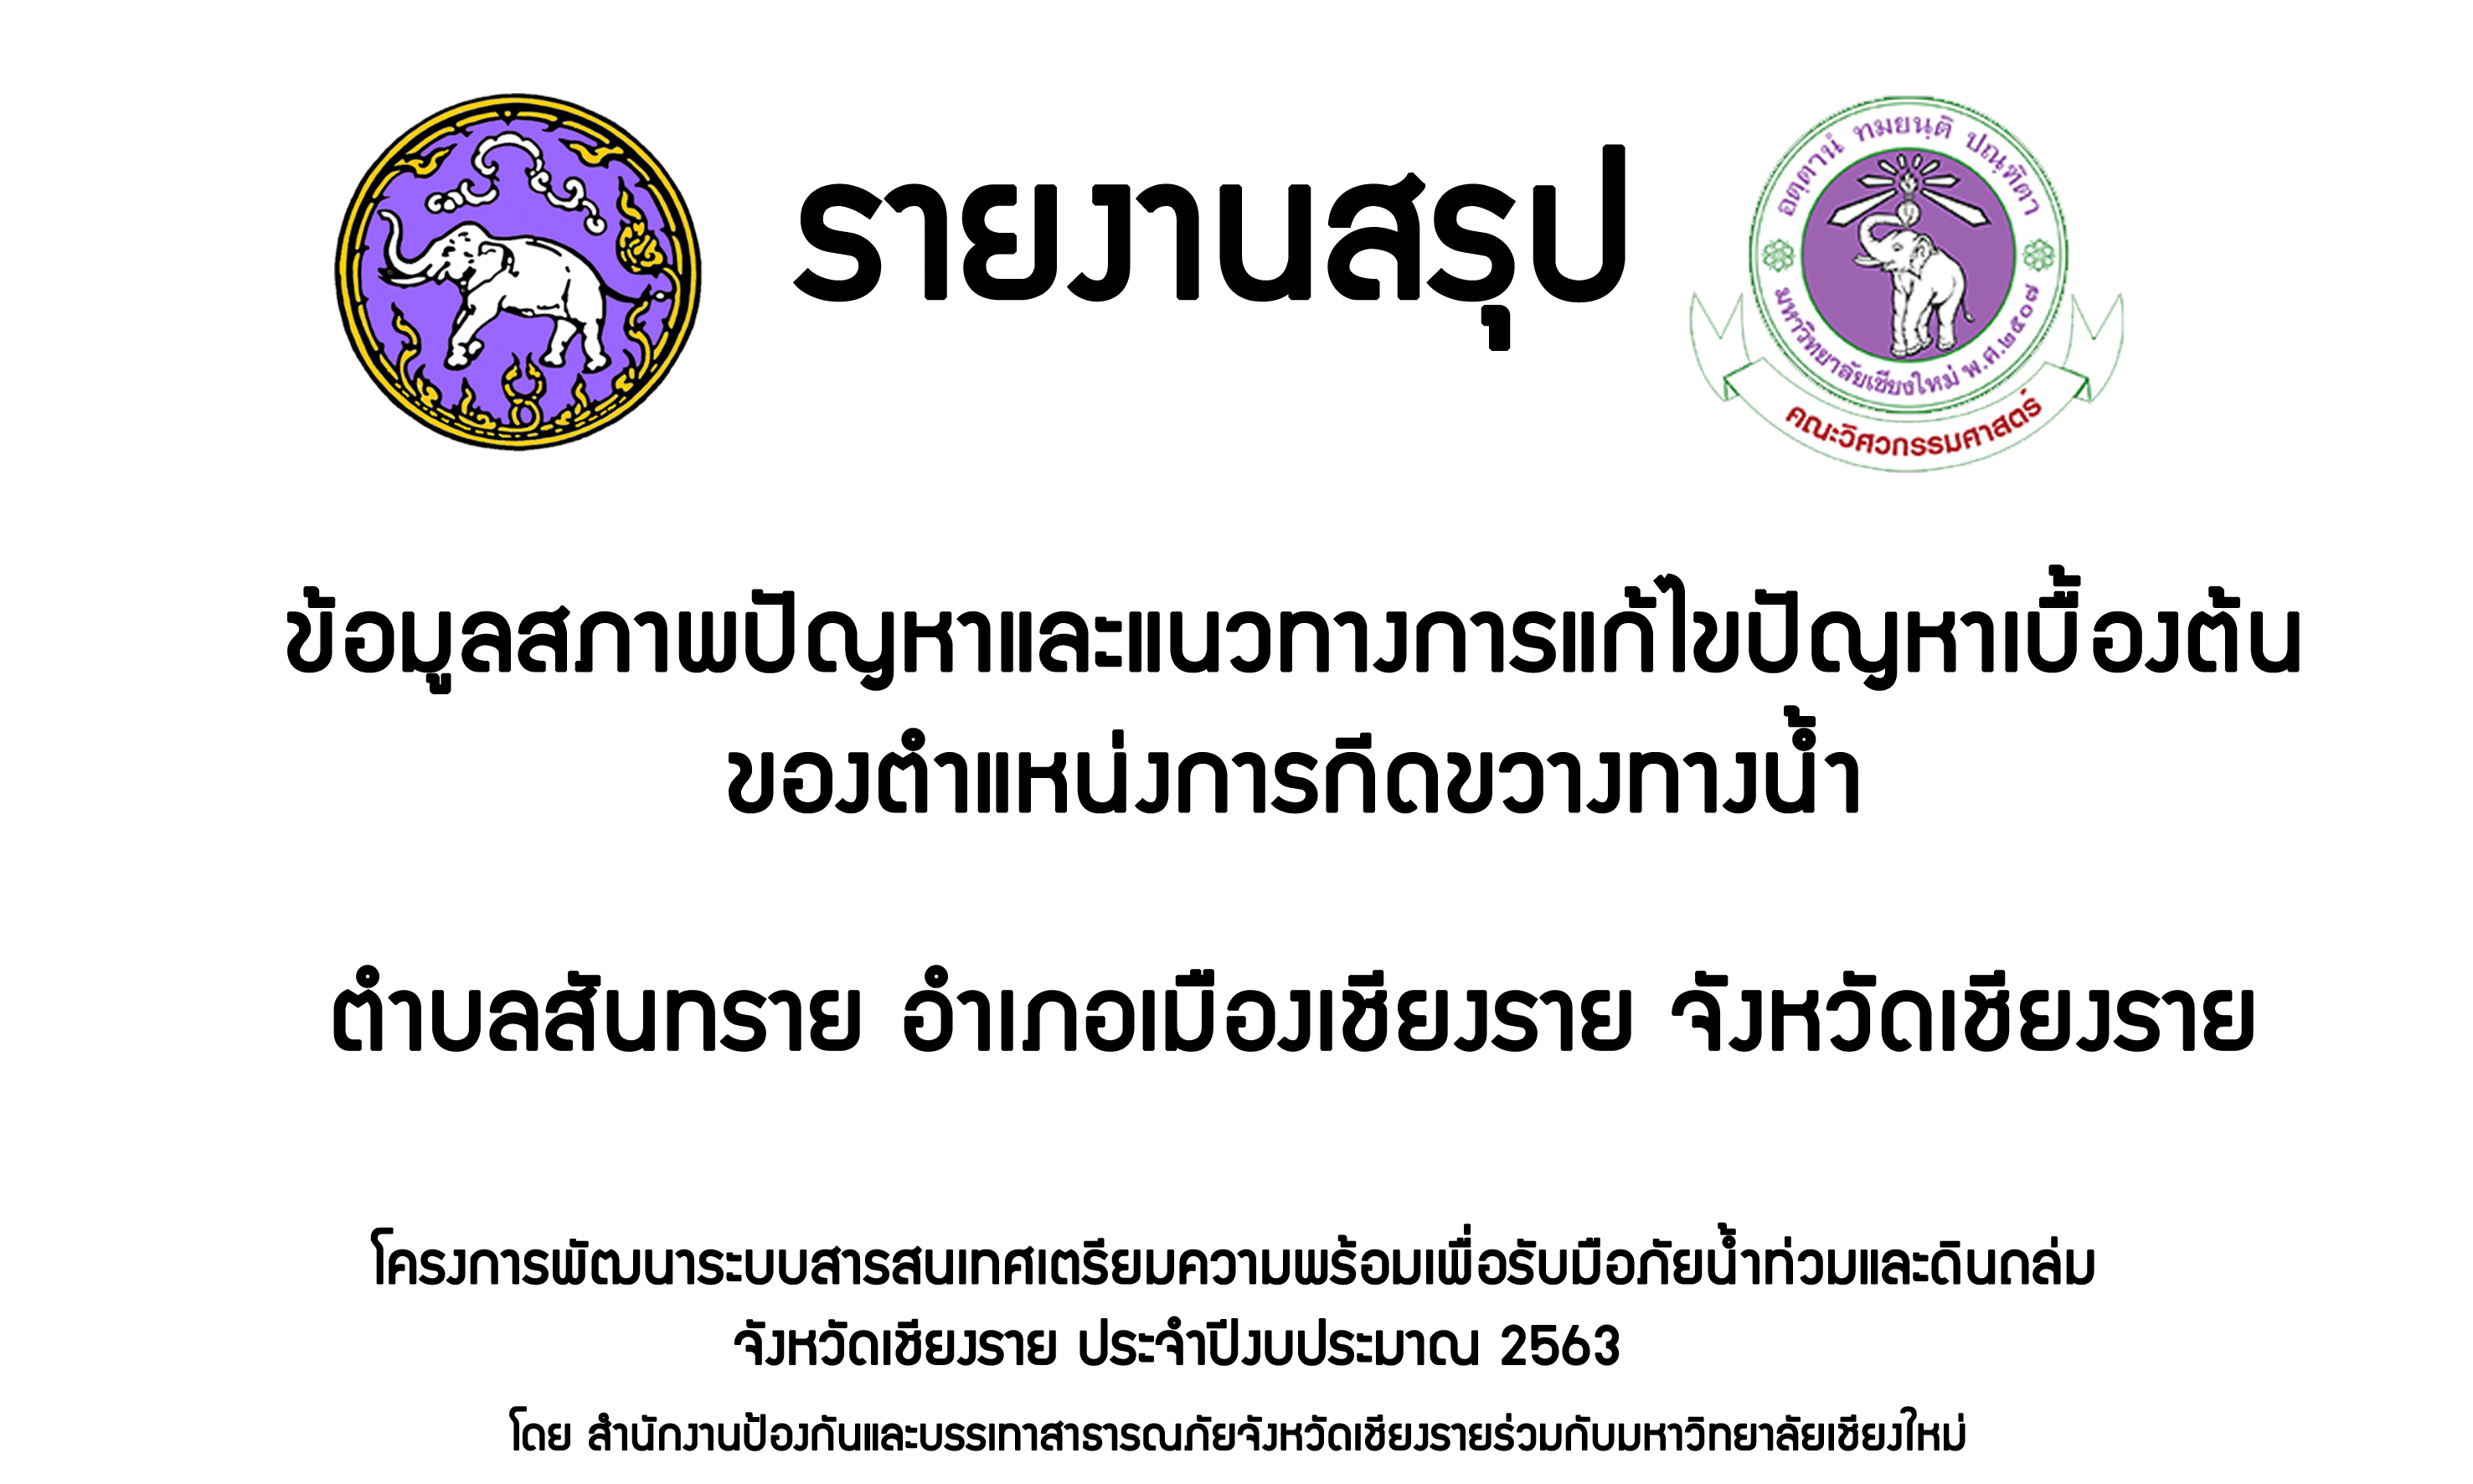 รายงานสรุป
อตฺตานํ ทมยนฺติ ปณฺฑิตา
มหาวิทยาลัยเชียงใหม่ พ.ศ.๒๕๐๗
คณะวิศวกรรมศาสตร์
ข้อมูลสภาพปัญหาและแนวทางการแก้ไขปัญหาเบื้องต้น
ของตำแหน่งการกีดขวางทางน้ำ
ตำบลสันทราย อำเภอเมืองเชียงราย จังหวัดเชียงราย
โครงการพัฒนาระบบสารสนเทศเตรียมความพร้อมเพื่อรับมือภัยน้ำท่วมและดินถล่ม
จังหวัดเชียงราย ประจำปีงบประมาณ 2563
โดย สำนักงานป้องกันและบรรเทาสาธารณภัยจังหวัดเชียงรายร่วมกับมหาวิทยาลัยเชียงใหม่